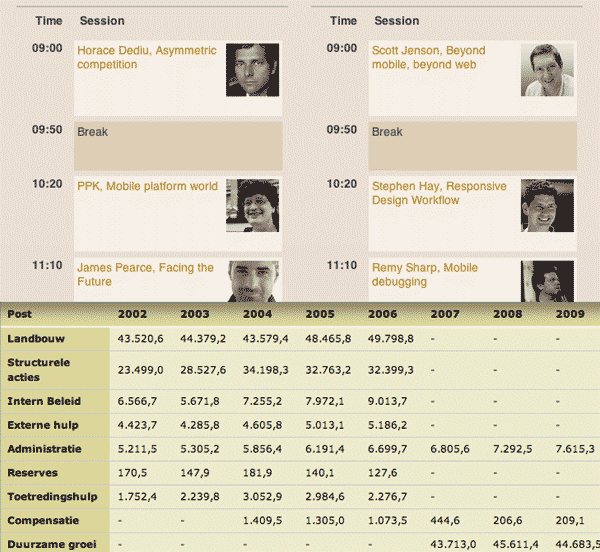 Time Session
09:00 Horace Dediu, Asymmetric
competition
09:50 Break
10:20 PPK, Mobile platform world
11:10 James Pearce, Facing the
Future
Time Session
09:00 Scott Jenson, Beyond
mobile, beyond web
09:50 Break
10:20 Stephen Hay, Responsive
Design Workflow
11:10 Remy Sharp, Mobile
debugging
Post 2002 2003 2004 2005 2006 2007 2008 2009
Landbouw 43.520,6 44.379,2 43.579,4 48.465,8 49.798,8 - - -
Structurele
acties 23.499,0 28.527,6 34.198,3 32.763,2 32.399,3 - - -
Intern Beleid 6.566,7 5.671,8 7.255,2 7.972,1 9.013,7 - - -
Externe hulp 4.423,7 4.285,8 4.605,8 5.013,1 5.186,2 - - -
Administratie 5.211,5 5.305,2 5.856,4 6.191,4 6.699,7 6.805,6 7.292,5 7.615,3
Reserves 170,5 147,9 181,9 140,1 127,6 - - -
Toetredingshulp 1.752,4 2.239,8 3.052,9 2.984,6 2.276,7 - - -
Compensatie - - 1.409,5 1.305,0 1.073,5 444,6 206,6 209,1
Duurzame groei - - - - - 43.713,0 45.611,4 44.683,5